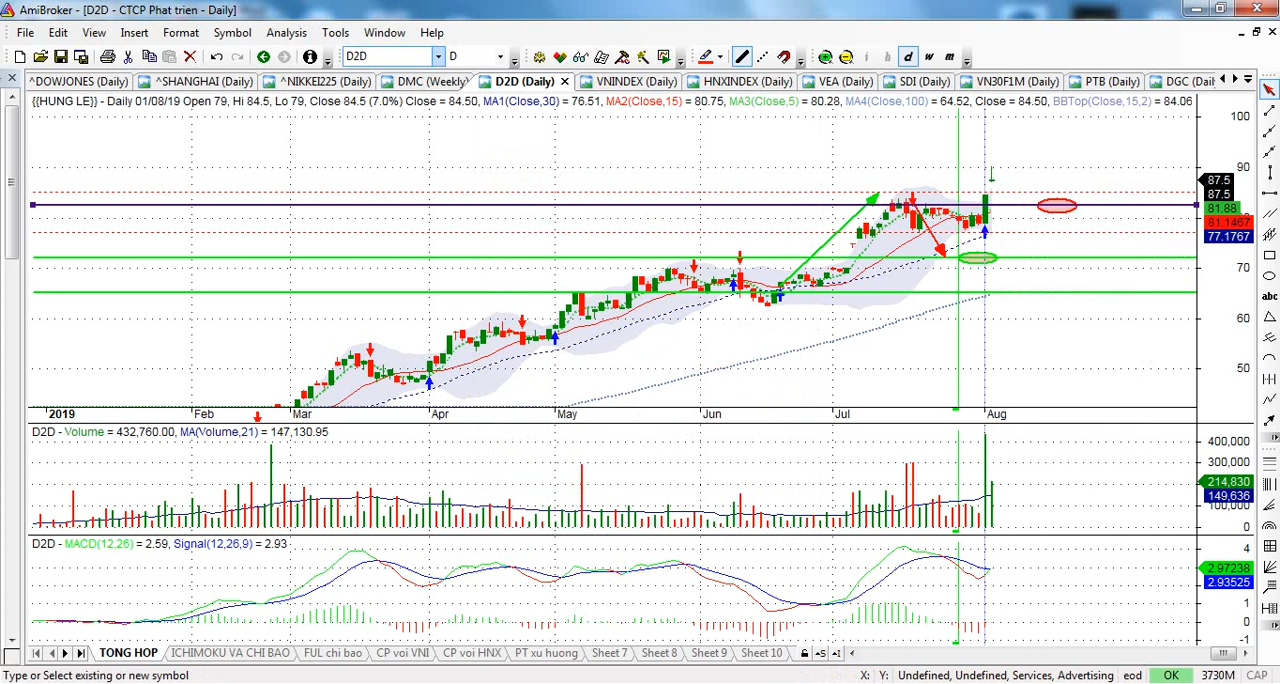 AmiBroker - [D2D - CTCP Phat trien - Daily]
File Edit View Insert Format Symbol Analysis Tools Window Help
D2D D i d w m
^DOWJONES (Daily) ^SHANGHAI (Daily) ^NIKKEI225 (Daily) DMC (Weekly) D2D (Daily) VNINDEX (Daily) HNXINDEX (Daily) VEA (Daily) SDI (Daily) VN30F1M (Daily) PTB (Daily) DGC (Dai
{{HUNG LE}} - Daily 01/08/19 Open 79, Hi 84.5, Lo 79, Close 84.5 (7.0%) Close = 84.50, MA1(Close,30) = 76.51, MA2(Close,15) = 80.75, MA3(Close,5) = 80.28, MA4(Close,100) = 64.52, Close = 84.50, BBTop(Close,15,2) = 84.06
100
90
87.5
87.5
81.88
81.1467
77.1767
70
60
50
abc
2019 Feb Mar Apr May Jun Jul Aug
D2D - Volume = 432,760.00, MA(Volume,21) = 147,130.95
400,000
300,000
214,830
149,636
100,000
0
D2D - MACD(12,26) = 2.59, Signal(12,26,9) = 2.93
4
2.97238
2.93525
1
0
-1
TONG HOP ICHIMOKU VA CHI BAO FUL chi bao CP voi VNI CP voi HNX PT xu huong Sheet 7 Sheet 8 Sheet 9 Sheet 10
Type or Select existing or new symbol X: Y: Undefined, Undefined, Services, Advertising eod OK 3730M CAP